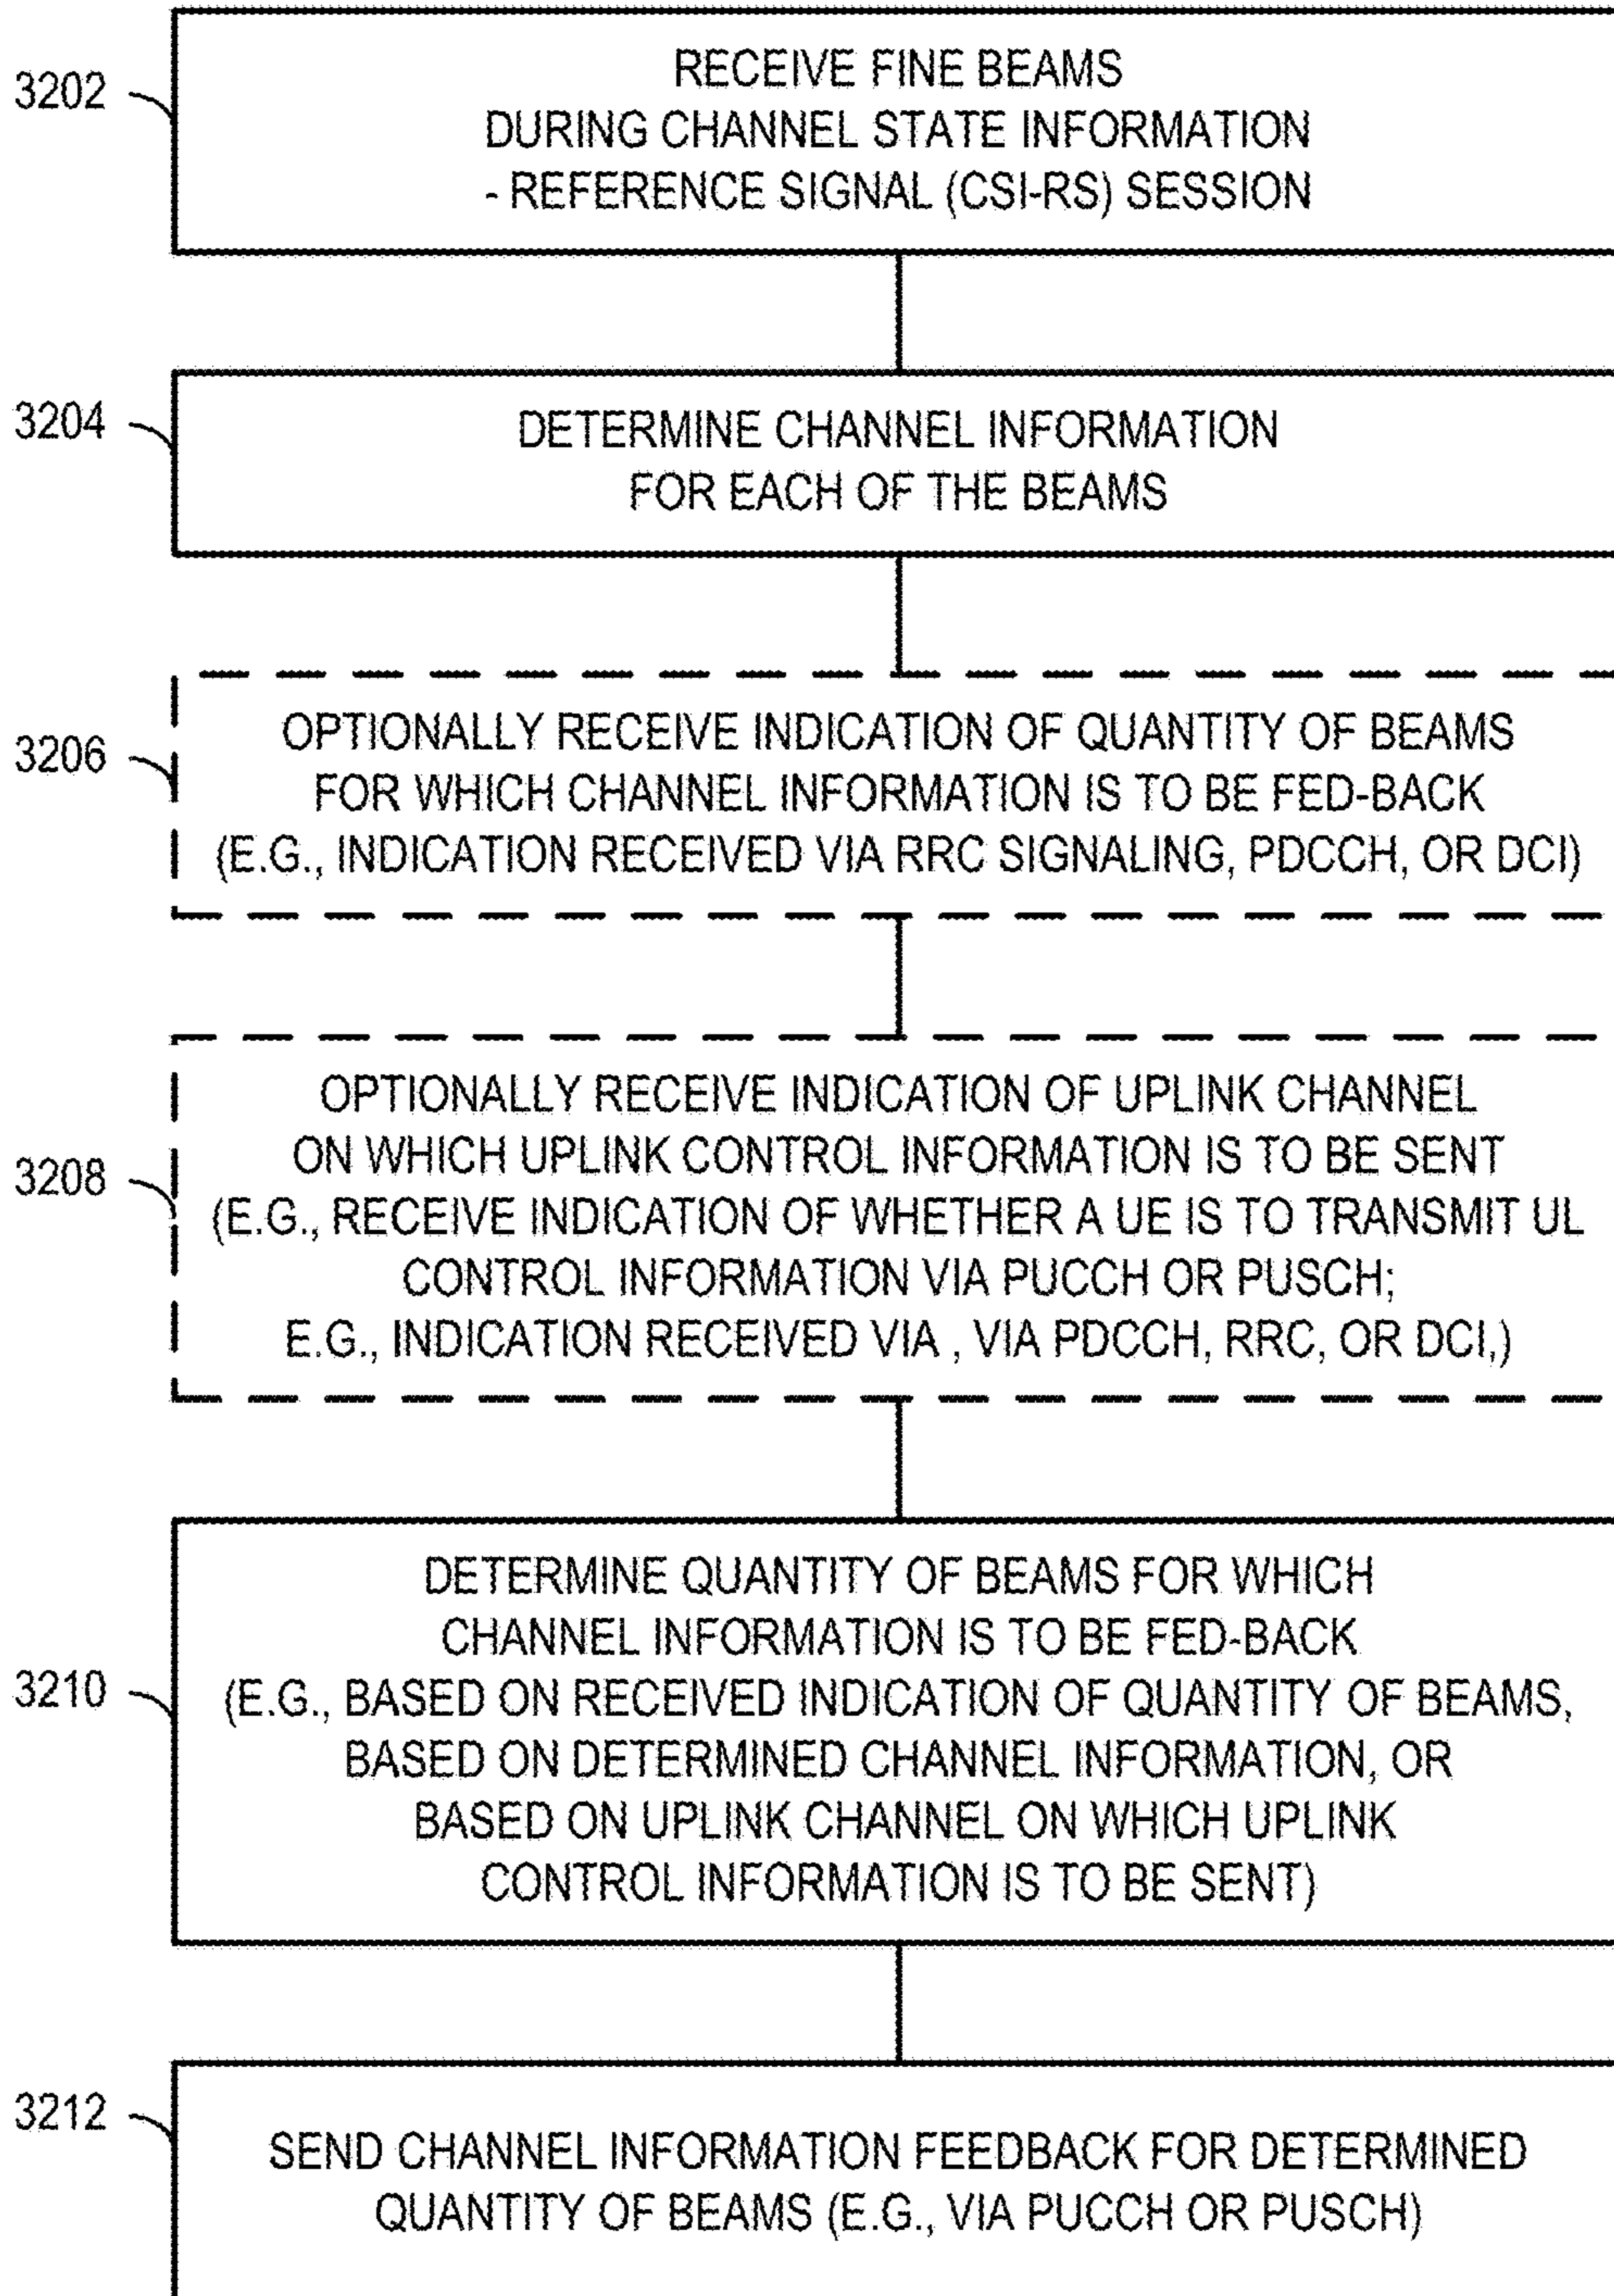 3202
RECEIVE FINE BEAMS
DURING CHANNEL STATE INFORMATION
- REFERENCE SIGNAL (CSI-RS) SESSION
3204
DETERMINE CHANNEL INFORMATION
FOR EACH OF THE BEAMS
3206
OPTIONALLY RECEIVE INDICATION OF QUANTITY OF BEAMS
FOR WHICH CHANNEL INFORMATION IS TO BE FED-BACK
(E.G., INDICATION RECEIVED VIA RRC SIGNALING, PDCCH, OR DCI)
3208
OPTIONALLY RECEIVE INDICATION OF UPLINK CHANNEL
ON WHICH UPLINK CONTROL INFORMATION IS TO BE SENT
(E.G., RECEIVE INDICATION OF WHETHER A UE IS TO TRANSMIT UL
CONTROL INFORMATION VIA PUCCH OR PUSCH;
E.G., INDICATION RECEIVED VIA , VIA PDCCH, RRC, OR DCI,)
3210
DETERMINE QUANTITY OF BEAMS FOR WHICH
CHANNEL INFORMATION IS TO BE FED-BACK
(E.G., BASED ON RECEIVED INDICATION OF QUANTITY OF BEAMS,
BASED ON DETERMINED CHANNEL INFORMATION, OR
BASED ON UPLINK CHANNEL ON WHICH UPLINK
CONTROL INFORMATION IS TO BE SENT)
3212
SEND CHANNEL INFORMATION FEEDBACK FOR DETERMINED
QUANTITY OF BEAMS (E.G., VIA PUCCH OR PUSCH)